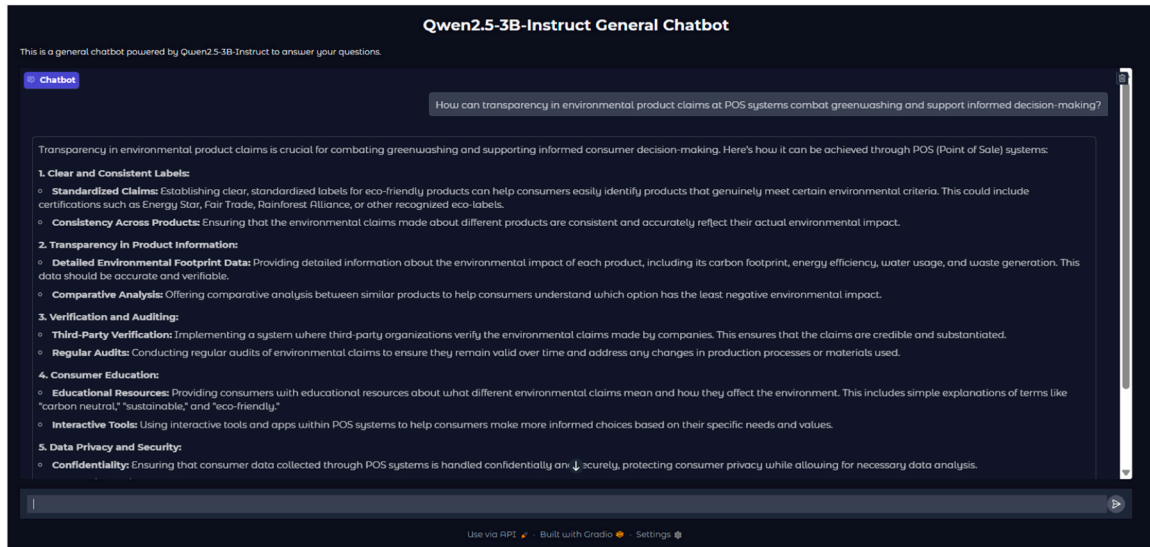 Qwen2.5-3B-Instruct General Chatbot
This is a general chatbot powered by Qwen2.5-3B-Instruct to answer your questions.
Chatbot
How can transparency in environmental product claims at POS systems combat greenwashing and support informed decision-making?
Transparency in environmental product claims is crucial for combating greenwashing and supporting informed consumer decision-making. Here's how it can be achieved through POS (Point of Sale) systems:
1. Clear and Consistent Labels:
Standardized Claims: Establishing clear, standardized labels for eco-friendly products can help consumers easily identify products that genuinely meet certain environmental criteria. This could include
certifications such as Energy Star, Fair Trade, Rainforest Alliance, or other recognized eco-labels.
Consistency Across Products: Ensuring that the environmental claims made about different products are consistent and accurately reflect their actual environmental impact.
2. Transparency in Product Information:
Detailed Environmental Footprint Data: Providing detailed information about the environmental impact of each product, including its carbon footprint, energy efficiency, water usage, and waste generation. This
data should be accurate and verifiable.
Comparative Analysis: Offering comparative analysis between similar products to help consumers understand which option has the least negative environmental impact.
3. Verification and Auditing:
Third-Party Verification: Implementing a system where third-party organizations verify the environmental claims made by companies. This ensures that the claims are credible and substantiated.
Regular Audits: Conducting regular audits of environmental claims to ensure they remain valid over time and address any changes in production processes or materials used.
4. Consumer Education:
Educational Resources: Providing consumers with educational resources about what different environmental claims mean and how they affect the environment. This includes simple explanations of terms like
"carbon neutral," "sustainable," and "eco-friendly."
Interactive Tools: Using interactive tools and apps within POS systems to help consumers make more informed choices based on their specific needs and values.
5. Data Privacy and Security:
Confidentiality: Ensuring that consumer data collected through POS systems is handled confidentially and securely, protecting consumer privacy while allowing for necessary data analysis.
Use via API · Built with Gradio · Settings